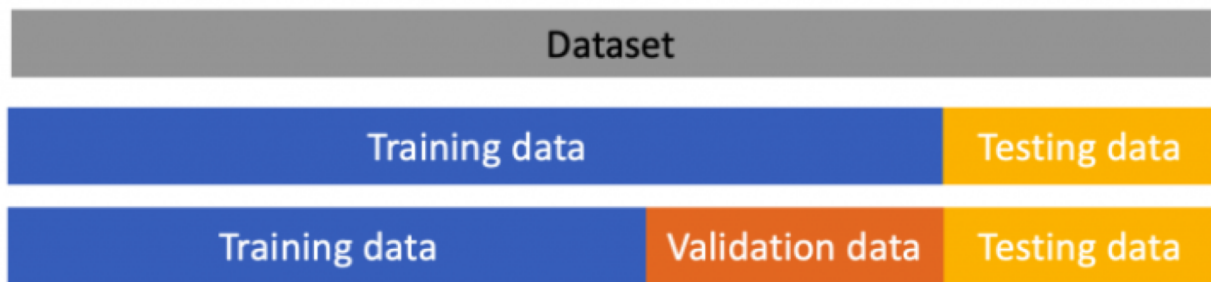 Dataset
Training data Testing data
Training data Validation data Testing data